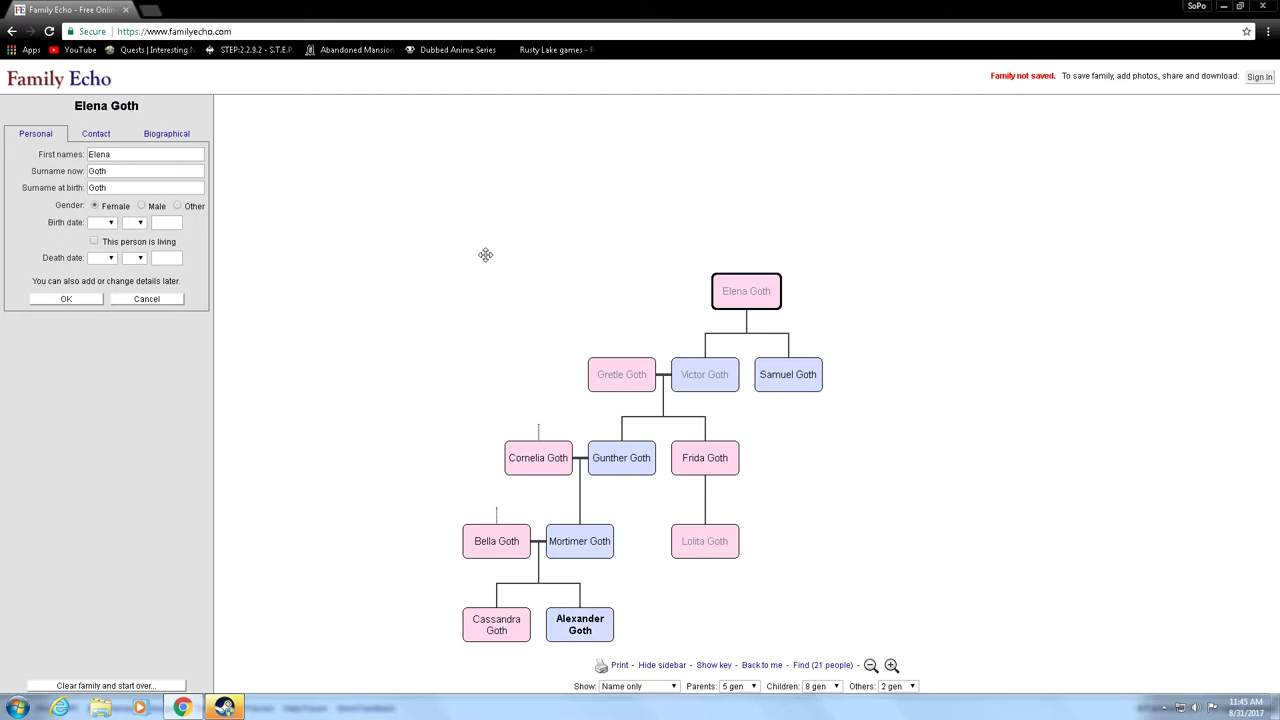 Family Echo - Free Onlin
SoPo
Secure
https://www.familyecho.com
Apps
YouTube
Quests | Interesting N
STEP:2.2.9.2 - S.T.E.P.
Abandoned Mansion
Dubbed Anime Series
Rusty Lake games - R
Family Echo
Family not saved. To save family, add photos, share and download:
Sign In
Elena Goth
Personal
Contact
Biographical
First names: Elena
Surname now: Goth
Surname at birth: Goth
Gender: Female Male Other
Birth date:
This person is living
Death date:
You can also add or change details later.
OK
Cancel
Elena Goth
Gretle Goth
Victor Goth
Samuel Goth
Cornelia Goth
Gunther Goth
Frida Goth
Bella Goth
Mortimer Goth
Lolita Goth
Cassandra
Goth
Alexander
Goth
Print - Hide sidebar - Show key - Back to me - Find (21 people) -
Show: Name only
Parents: 5 gen
Children: 8 gen
Others: 2 gen
Clear family and start over...
11:45 AM
8/31/2017